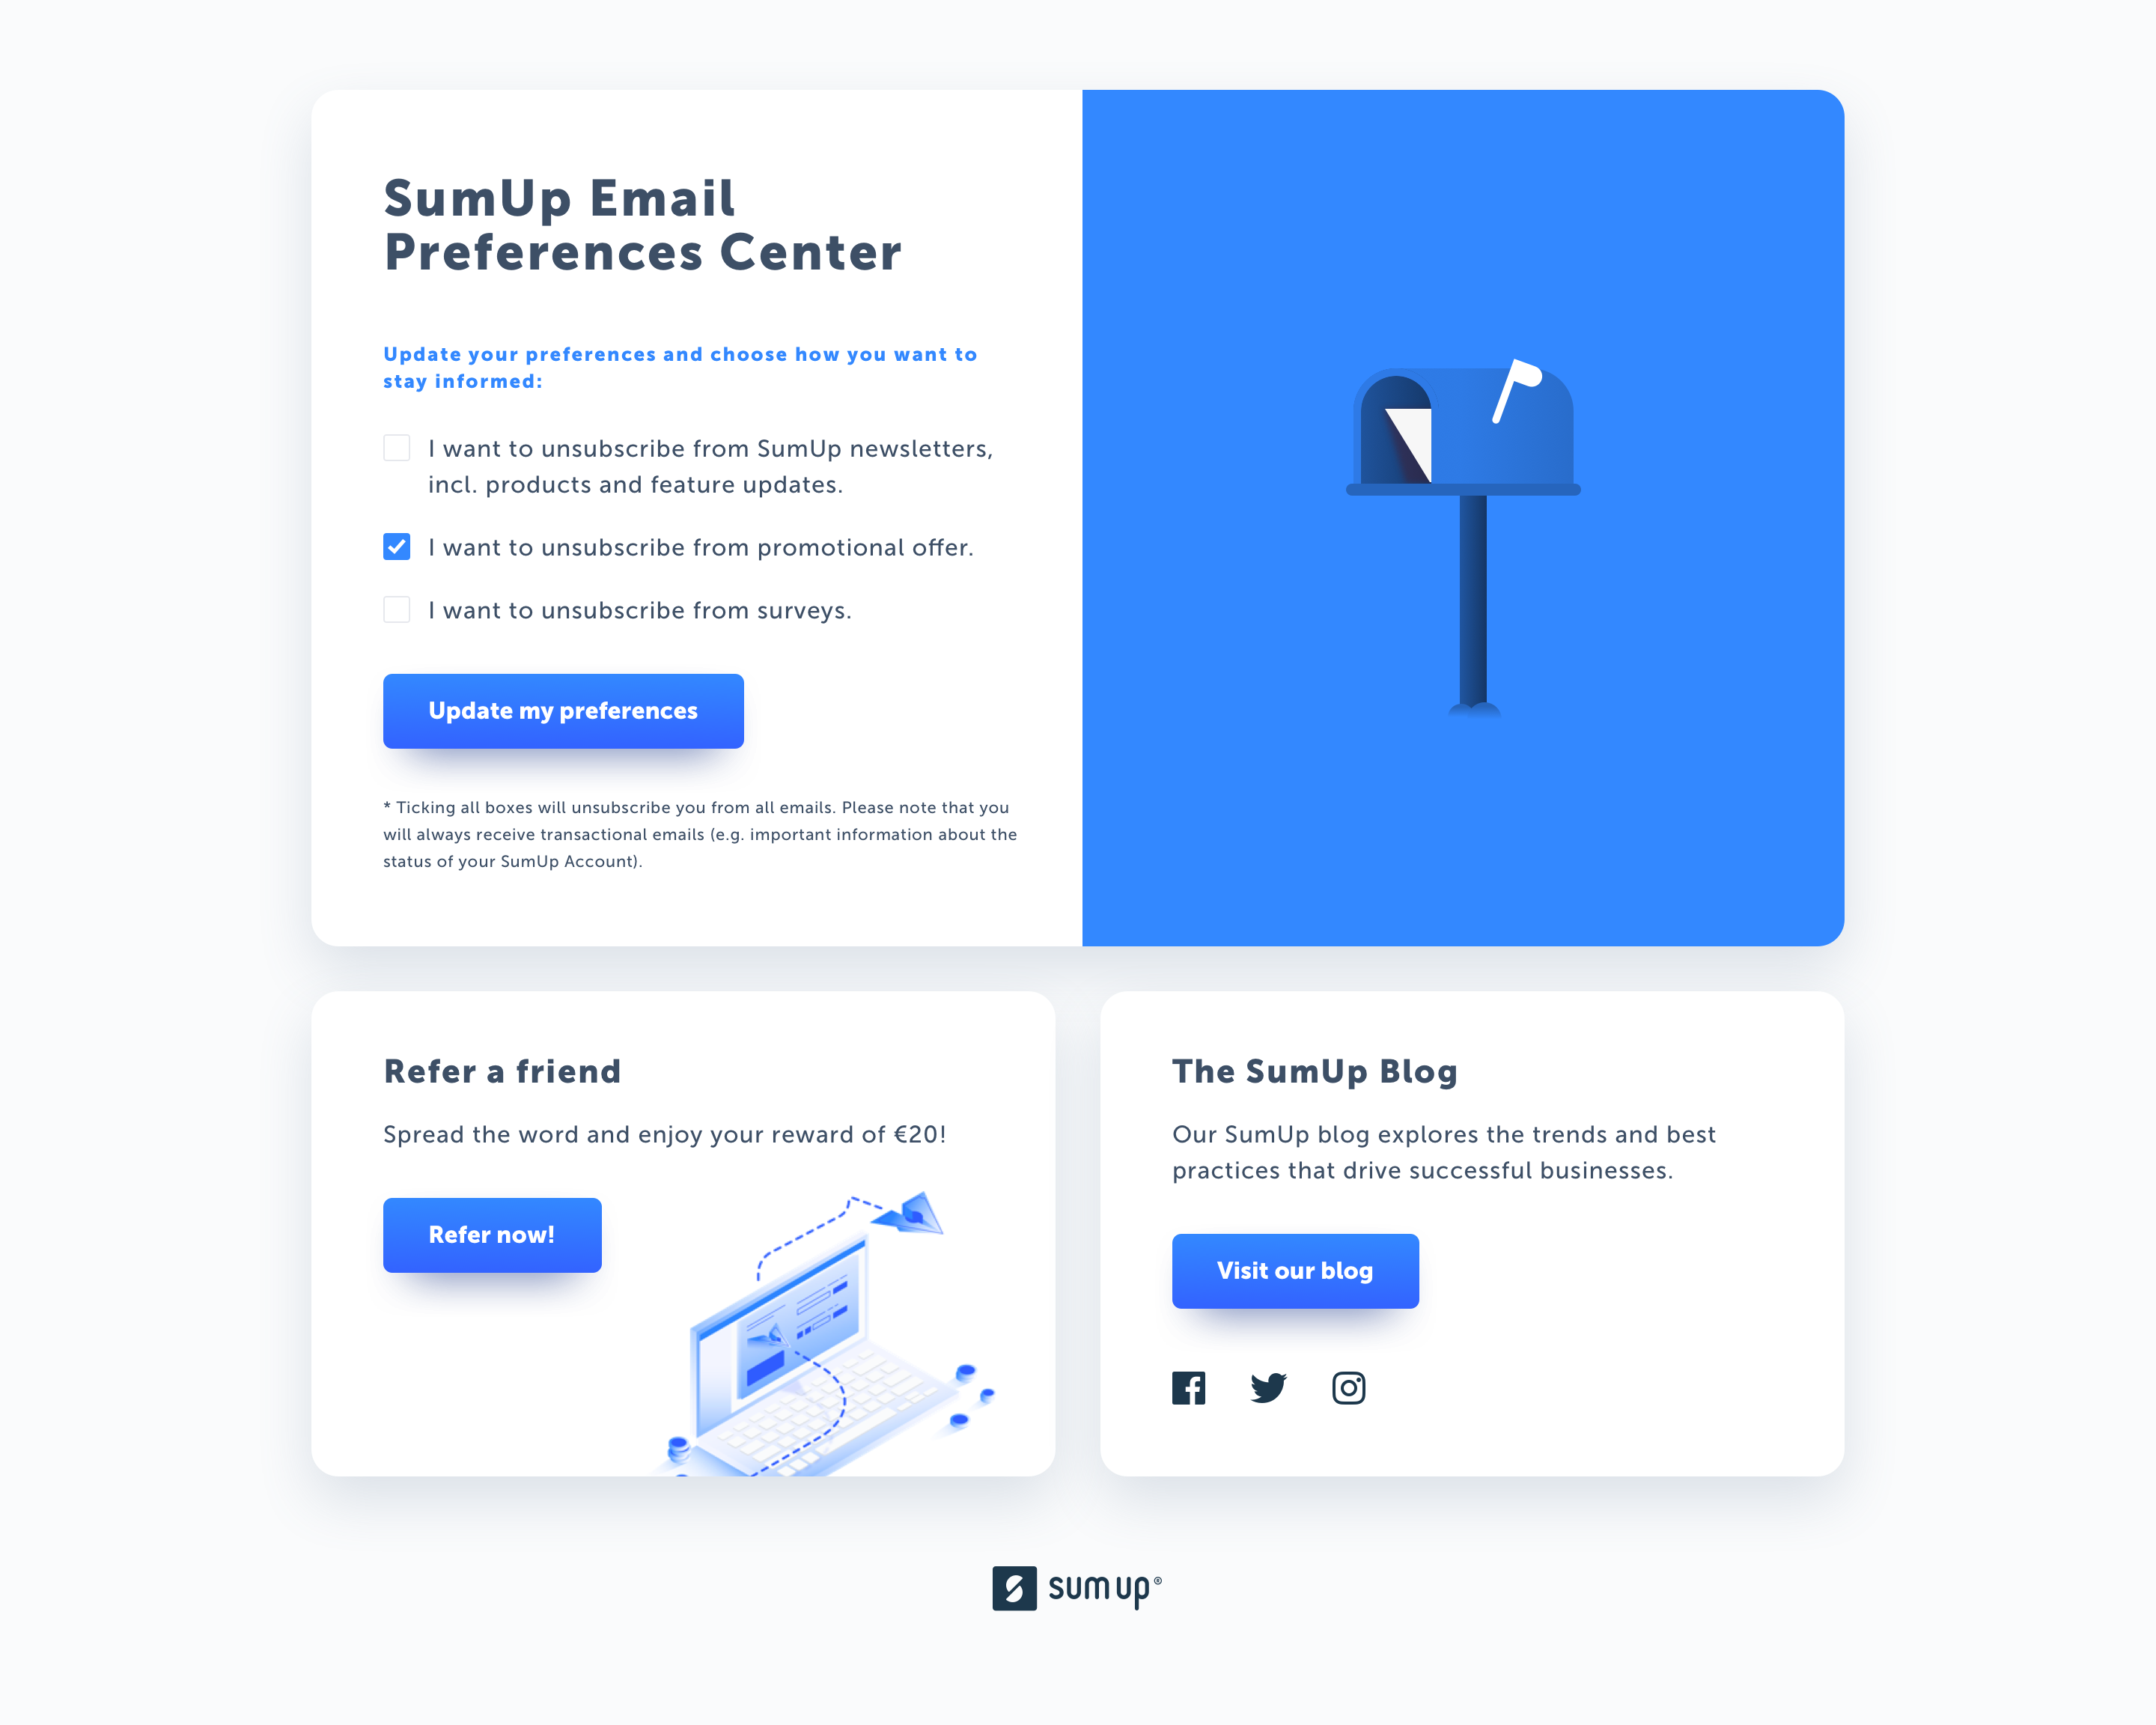 SumUp Email
Preferences Center
Update your preferences and choose how you want to
stay informed:
I want to unsubscribe from SumUp newsletters,
incl. products and feature updates.
I want to unsubscribe from promotional offer.
I want to unsubscribe from surveys.
Update my preferences
* Ticking all boxes will unsubscribe you from all emails. Please note that you
will always receive transactional emails (e.g. important information about the
status of your SumUp Account).
Refer a friend
Spread the word and enjoy your reward of €20!
Refer now!
The SumUp Blog
Our SumUp blog explores the trends and best
practices that drive successful businesses.
Visit our blog
sumup®